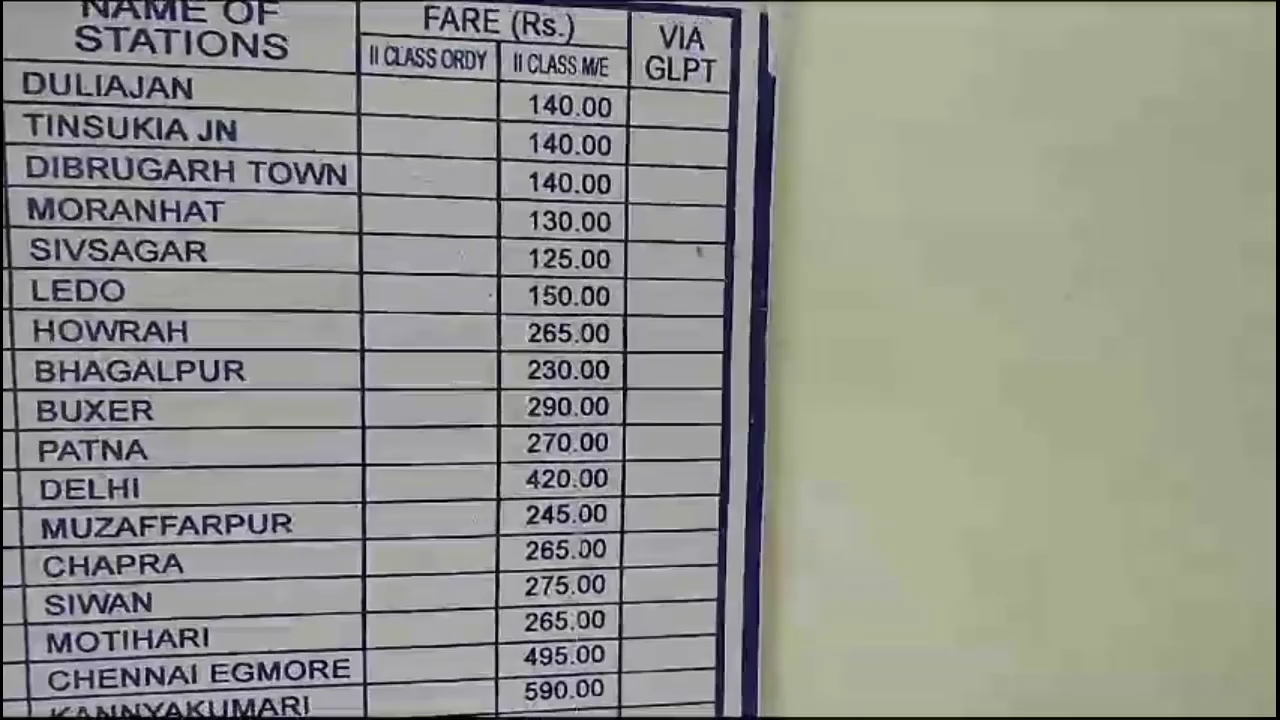 NAME OF STATIONS FARE (Rs.) VIA GLPT
II CLASS ORDY II CLASS M/E
DULIAJAN 140.00
TINSUKIA JN 140.00
DIBRUGARH TOWN 140.00
MORANHAT 130.00
SIVSAGAR 125.00
LEDO 150.00
HOWRAH 265.00
BHAGALPUR 230.00
BUXER 290.00
PATNA 270.00
DELHI 420.00
MUZAFFARPUR 245.00
CHAPRA 265.00
SIWAN 275.00
MOTIHARI 265.00
CHENNAI EGMORE 495.00
KANNYAKUMARI 590.00